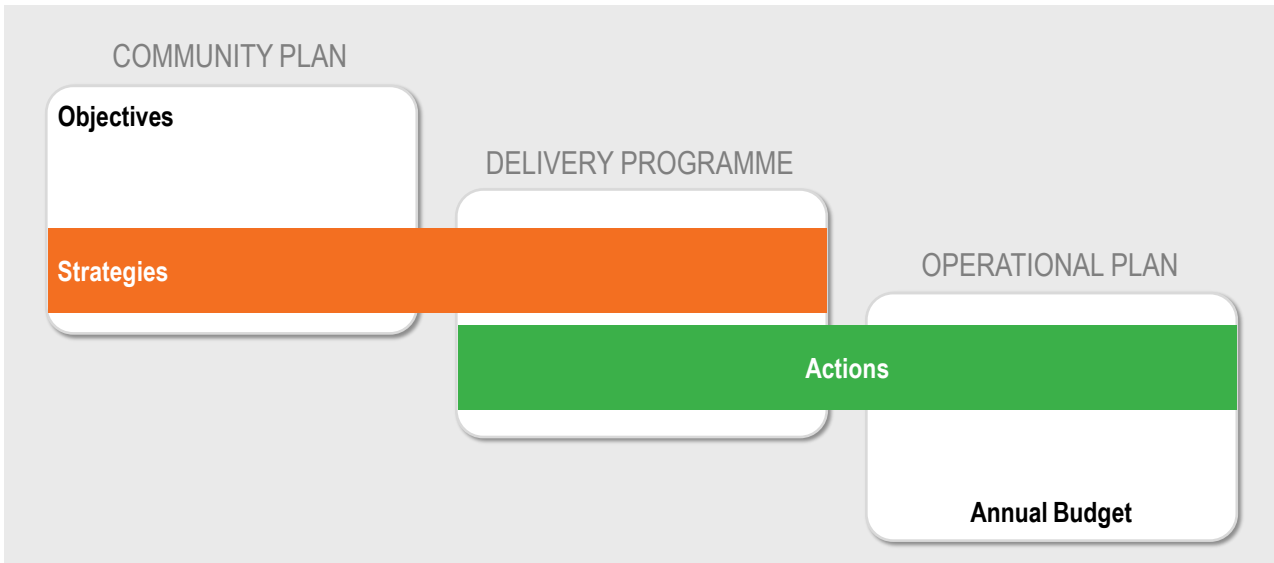 COMMUNITY PLAN
Objectives
DELIVERY PROGRAMME
Strategies
OPERATIONAL PLAN
Actions
Annual Budget